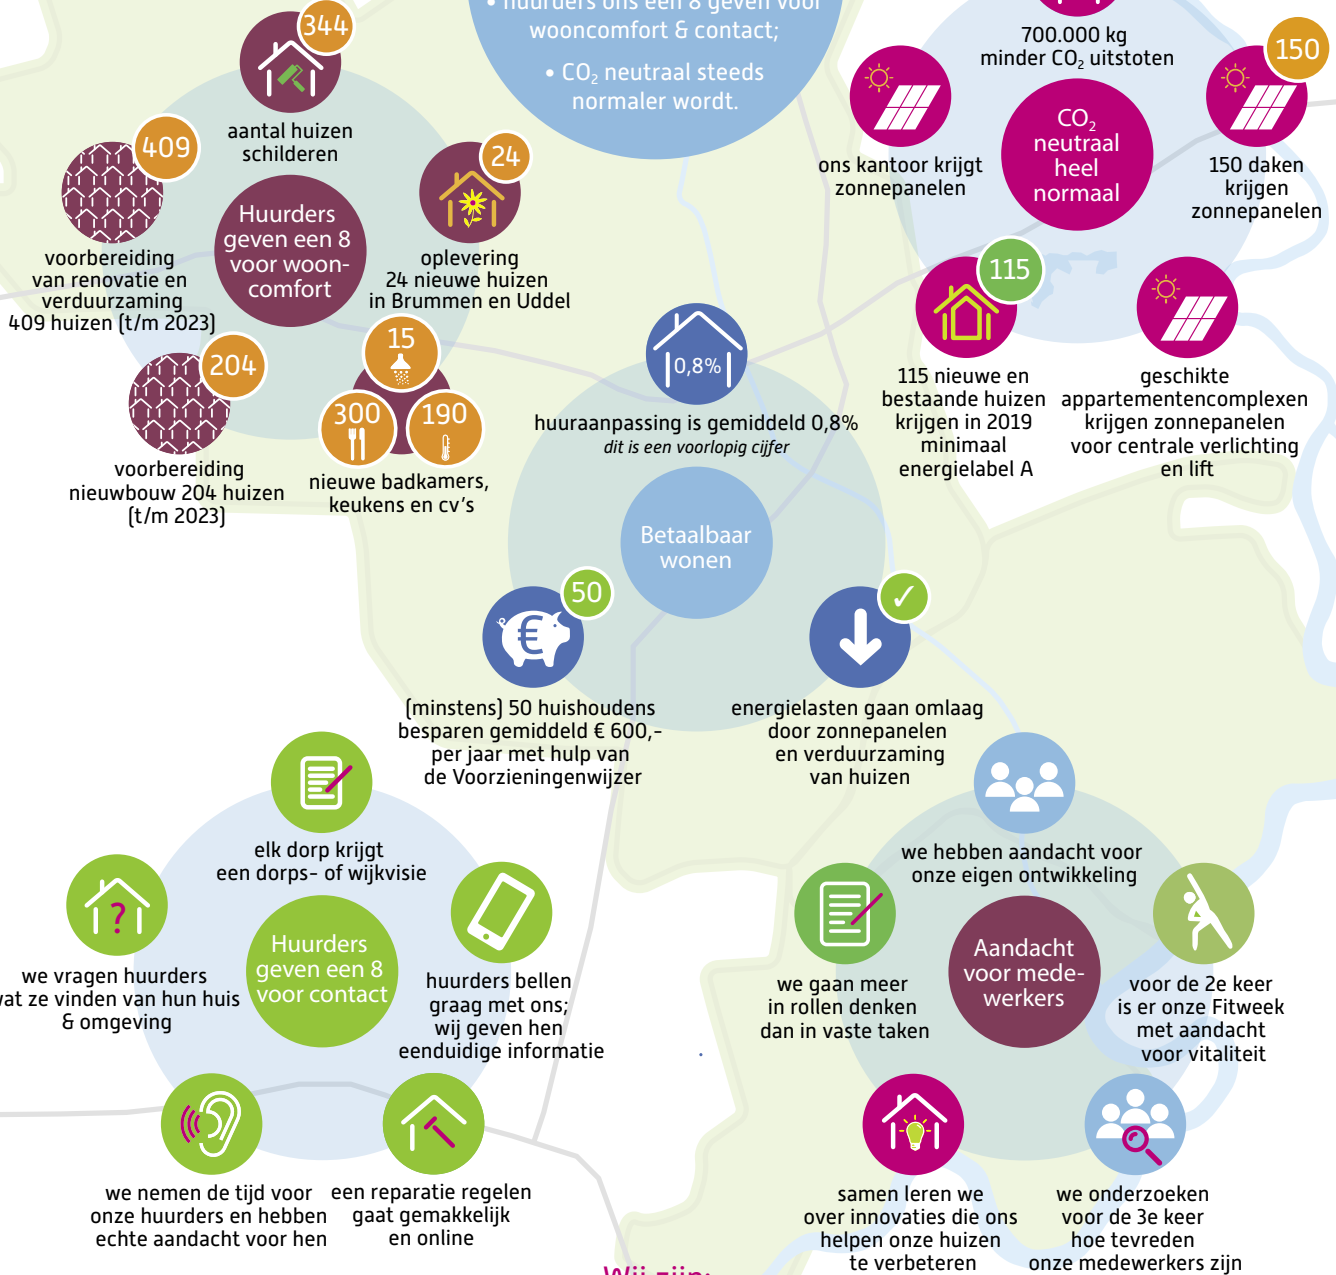 • huurders ons een 8 geven voor
wooncomfort & contact;
• CO₂ neutraal steeds
normaler wordt.
344
aantal huizen
schilderen
409
voorbereiding
van renovatie en
verduurzaming
409 huizen (t/m 2023)
24
oplevering
24 nieuwe huizen
in Brummen en Uddel
Huurders
geven een 8
voor woon-
comfort
204
voorbereiding
nieuwbouw 204 huizen
(t/m 2023)
15
300
190
nieuwe badkamers,
keukens en cv's
700.000 kg
minder CO₂ uitstoten
ons kantoor krijgt
zonnepanelen
CO₂
neutraal
heel
normaal
150
150 daken
krijgen
zonnepanelen
115
115 nieuwe en
bestaande huizen
krijgen in 2019
minimaal
energielabel A
geschikte
appartementencomplexen
krijgen zonnepanelen
voor centrale verlichting
en lift
0,8%
huuraanpassing is gemiddeld 0,8%
dit is een voorlopig cijfer
Betaalbaar
wonen
€
50
(minstens) 50 huishoudens
besparen gemiddeld € 600,-
per jaar met hulp van
de Voorzieningenwijzer
✓
energielasten gaan omlaag
door zonnepanelen
en verduurzaming
van huizen
elk dorp krijgt
een dorps- of wijkvisie
?
we vragen huurders
wat ze vinden van hun huis
& omgeving
Huurders
geven een 8
voor contact
huurders bellen
graag met ons;
wij geven hen
eenduidige informatie
we nemen de tijd voor
onze huurders en hebben
echte aandacht voor hen
een reparatie regelen
gaat gemakkelijk
en online
we hebben aandacht voor
onze eigen ontwikkeling
we gaan meer
in rollen denken
dan in vaste taken
Aandacht
voor mede-
werkers
voor de 2e keer
is er onze Fitweek
met aandacht
voor vitaliteit
samen leren we
over innovaties die ons
helpen onze huizen
te verbeteren
we onderzoeken
voor de 3e keer
hoe tevreden
onze medewerkers zijn
Wij zijn: